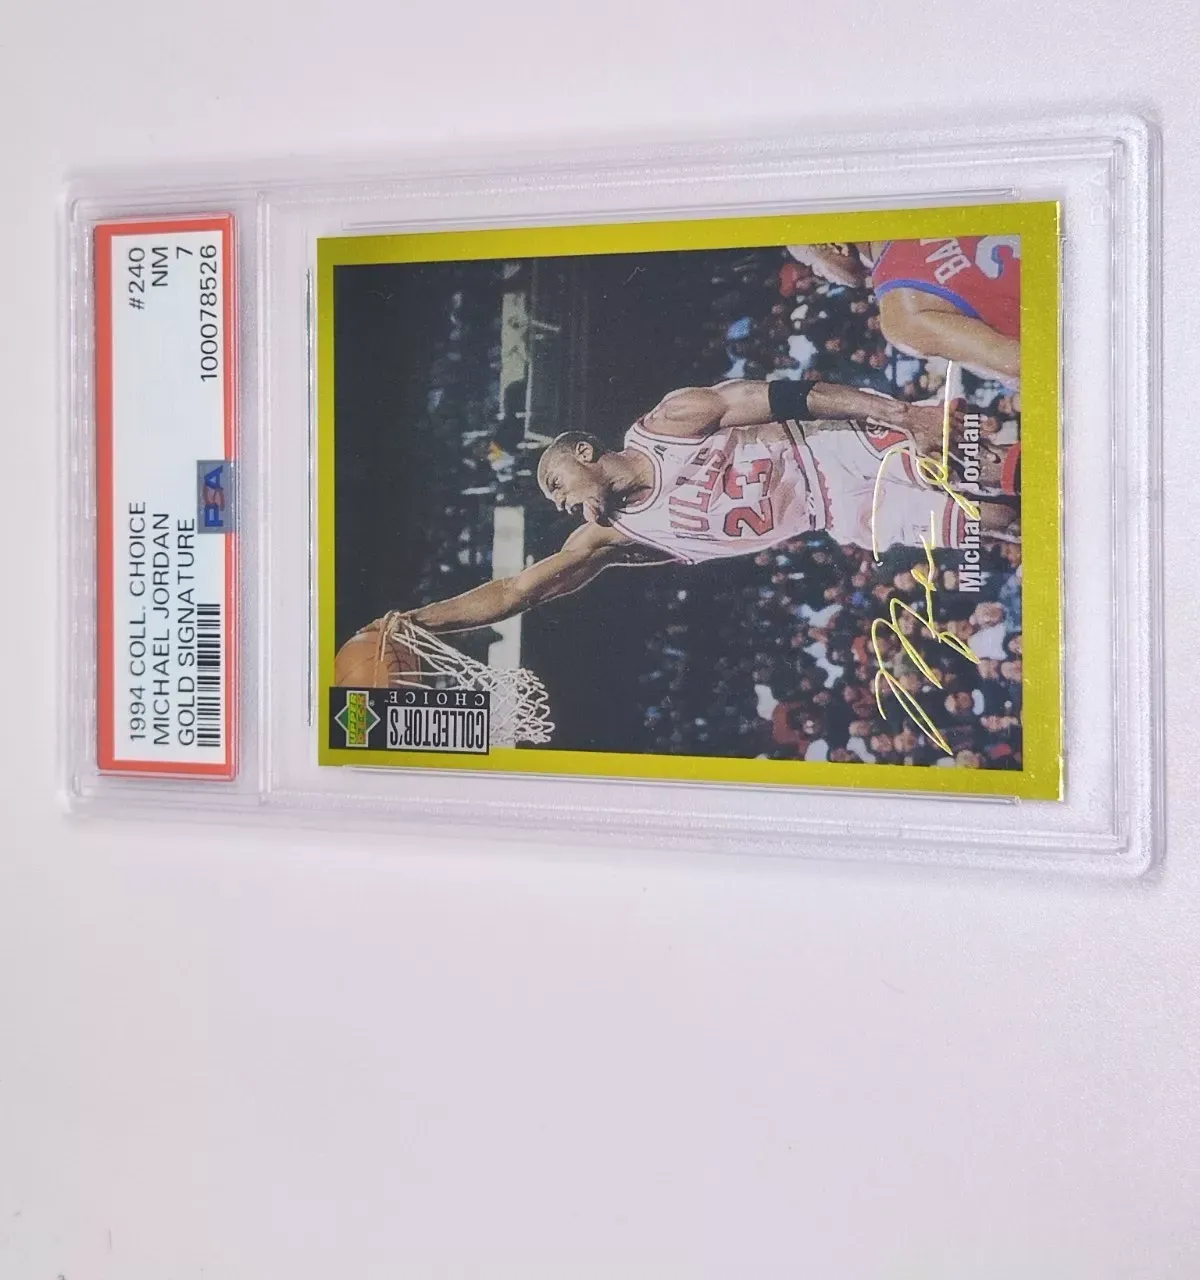 1994 COLL. CHOICE #240
MICHAEL JORDAN NM
GOLD SIGNATURE 7
PSA 100078526
UPPER DECK
COLLECTOR'S
CHOICE
BULLS
23
Michael Jordan